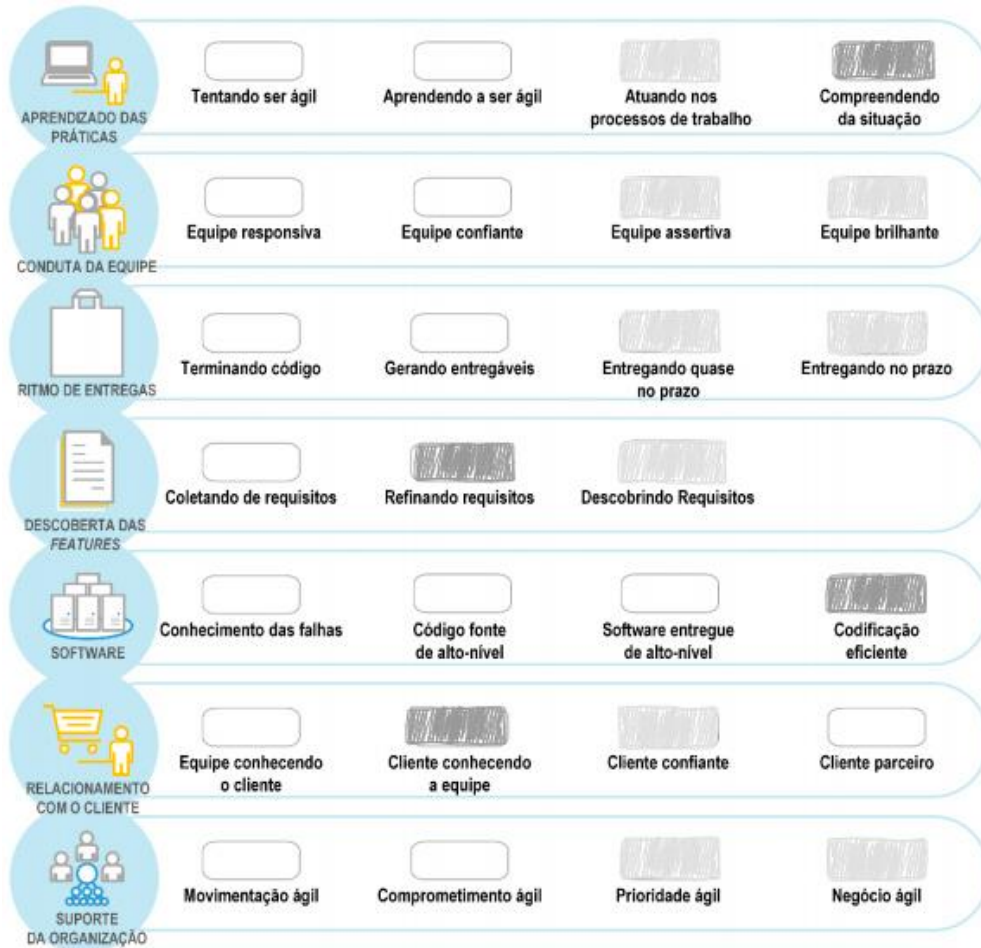 Tentando ser ágil
Aprendendo a ser ágil
Atuando nos
processos de trabalho
Compreendendo
da situação
APRENDIZADO DAS
PRÁTICAS
Equipe responsiva
Equipe confiante
Equipe assertiva
Equipe brilhante
CONDUTA DA EQUIPE
Terminando código
Gerando entregáveis
Entregando quase
no prazo
Entregando no prazo
RITMO DE ENTREGAS
Coletando de requisitos
Refinando requisitos
Descobrindo Requisitos
DESCOBERTA DAS
FEATURES
Conhecimento das falhas
Código fonte
de alto-nível
Software entregue
de alto-nível
Codificação
eficiente
SOFTWARE
Equipe conhecendo
o cliente
Cliente conhecendo
a equipe
Cliente confiante
Cliente parceiro
RELACIONAMENTO
COM O CLIENTE
Movimentação ágil
Comprometimento ágil
Prioridade ágil
Negócio ágil
SUPORTE
DA ORGANIZAÇÃO